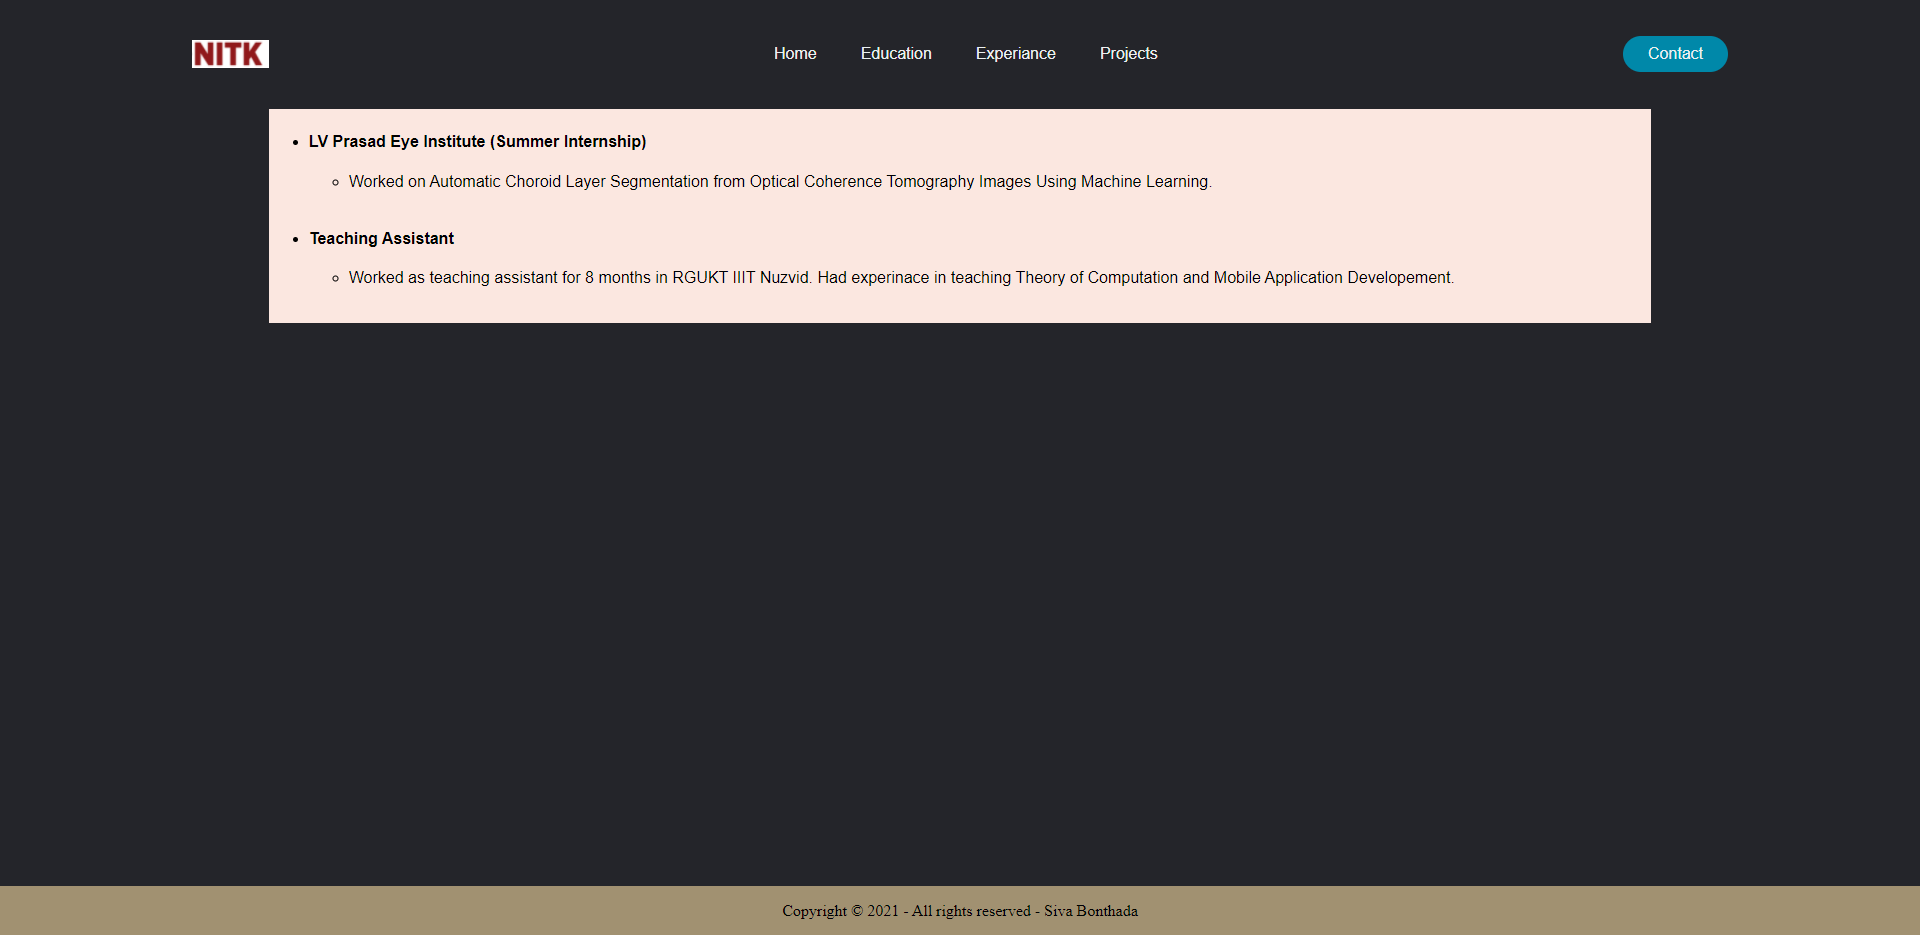 NITK
Home Education Experiance Projects Contact
LV Prasad Eye Institute (Summer Internship)
Worked on Automatic Choroid Layer Segmentation from Optical Coherence Tomography Images Using Machine Learning.
Teaching Assistant
Worked as teaching assistant for 8 months in RGUKT IIIT Nuzvid. Had experinace in teaching Theory of Computation and Mobile Application Developement.
Copyright © 2021 - All rights reserved - Siva Bonthada